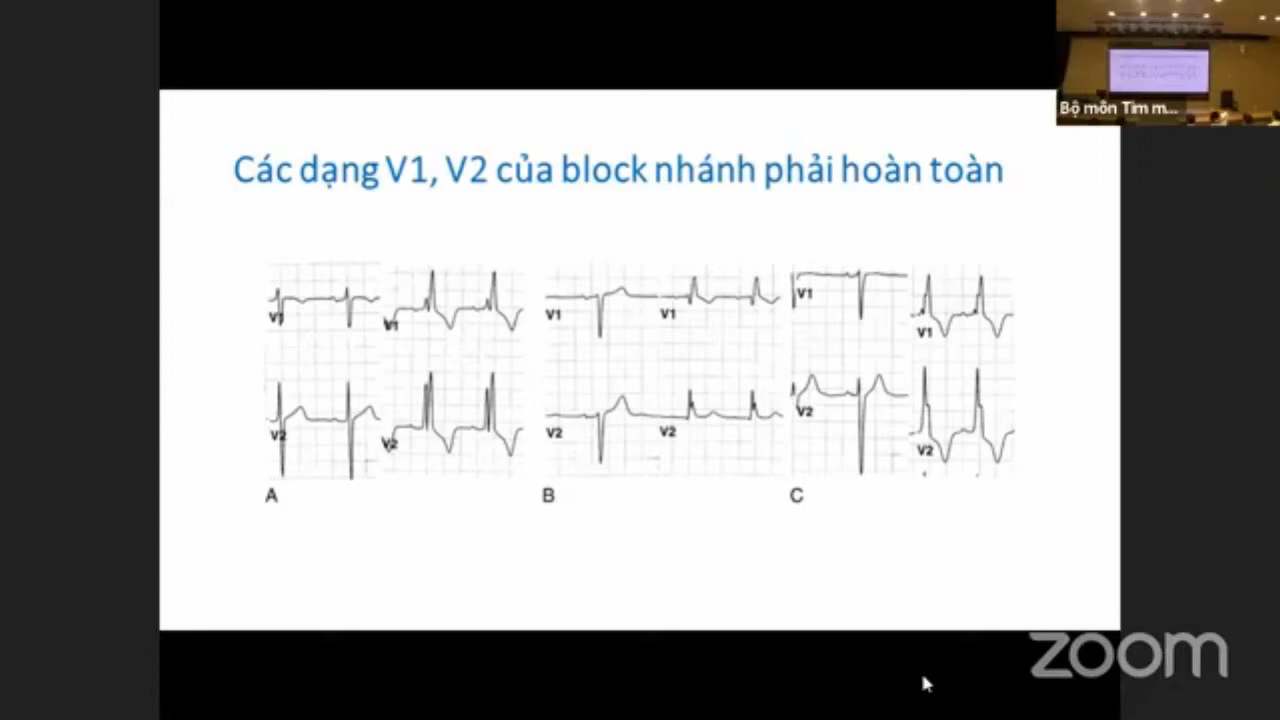 Bộ môn Tim m...
Các dạng V1, V2 của block nhánh phải hoàn toàn
V1 V1 V1 V1 V1 V1
V2 V2 V2 V2 V2 V2
A B C
zoom